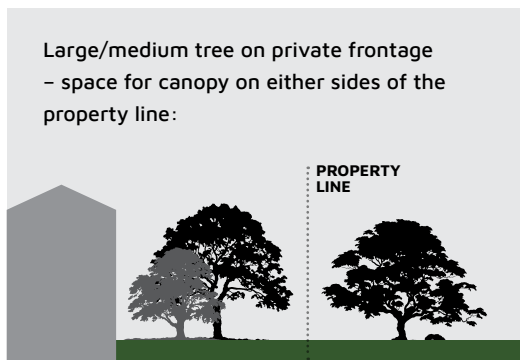 Large/medium tree on private frontage
– space for canopy on either sides of the
property line:
PROPERTY
LINE